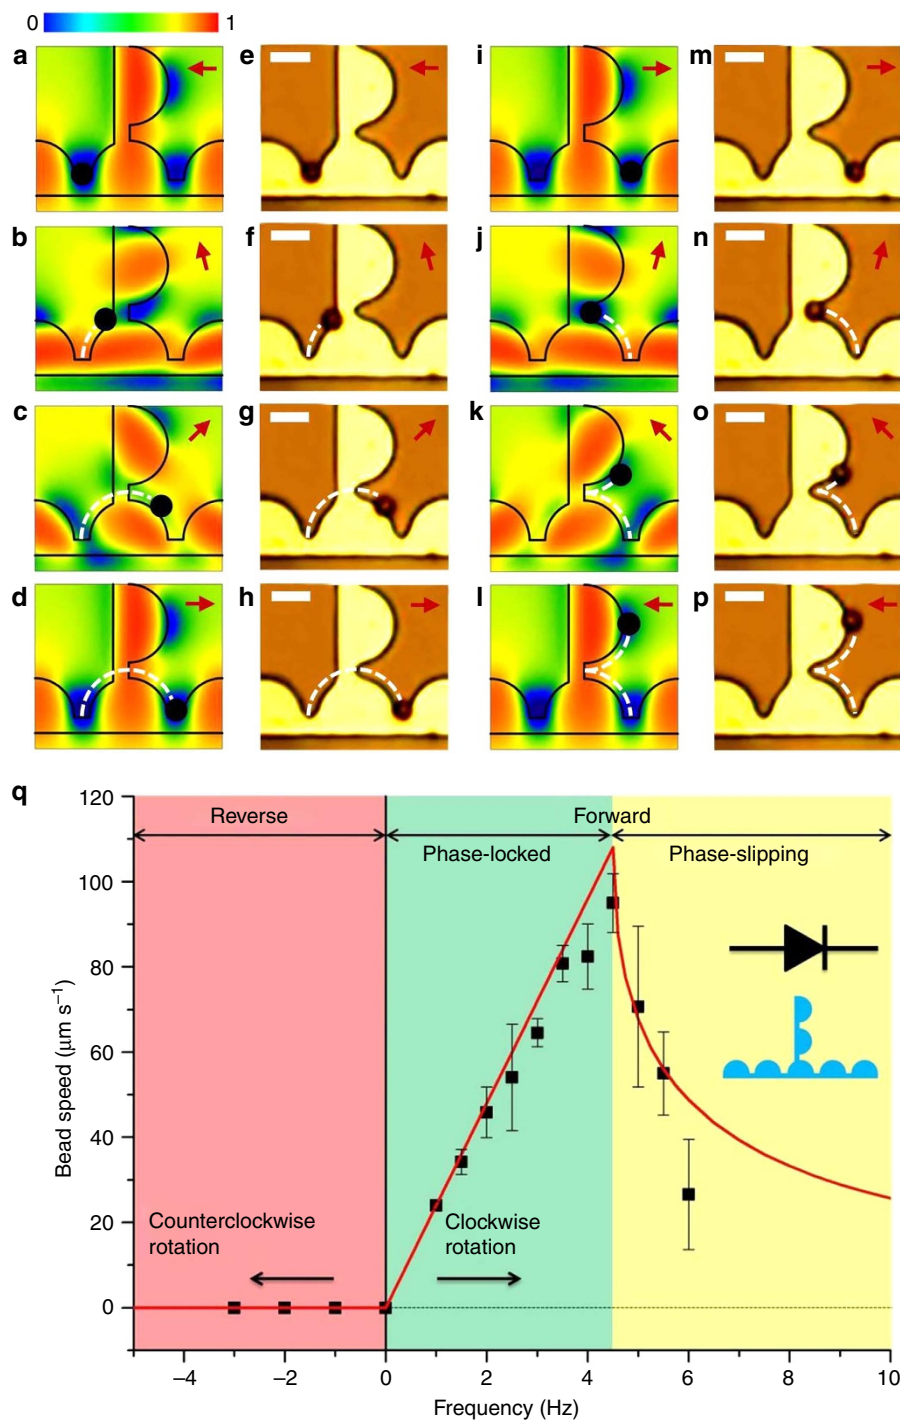 0 1
a e i m
b f j n
c g k o
d h l p
q
120
100
80
60
40
20
0
Bead speed (µm s⁻¹)
Reverse
Forward
Phase-locked
Phase-slipping
Counterclockwise
rotation
Clockwise
rotation
−4 −2 0 2 4 6 8 10
Frequency (Hz)